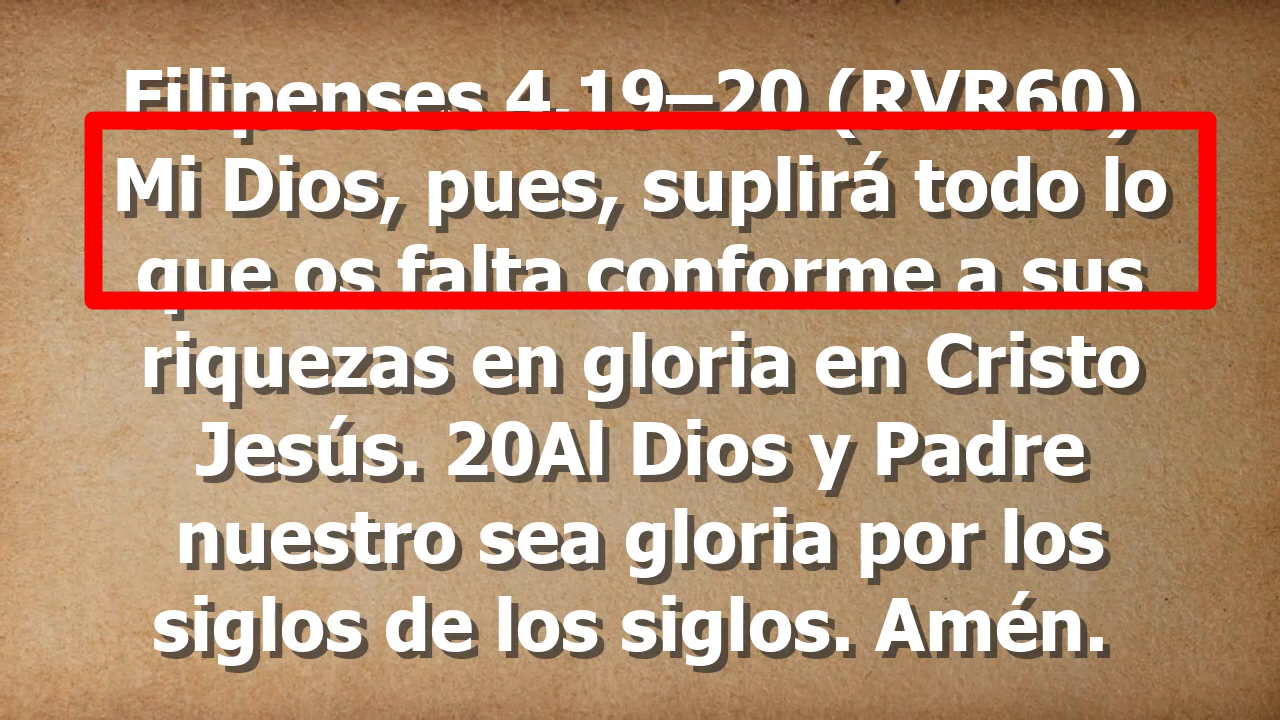 Filipenses 4.19–20 (RVR60)
Mi Dios, pues, suplirá todo lo
que os falta conforme a sus
riquezas en gloria en Cristo
Jesús. 20Al Dios y Padre
nuestro sea gloria por los
siglos de los siglos. Amén.